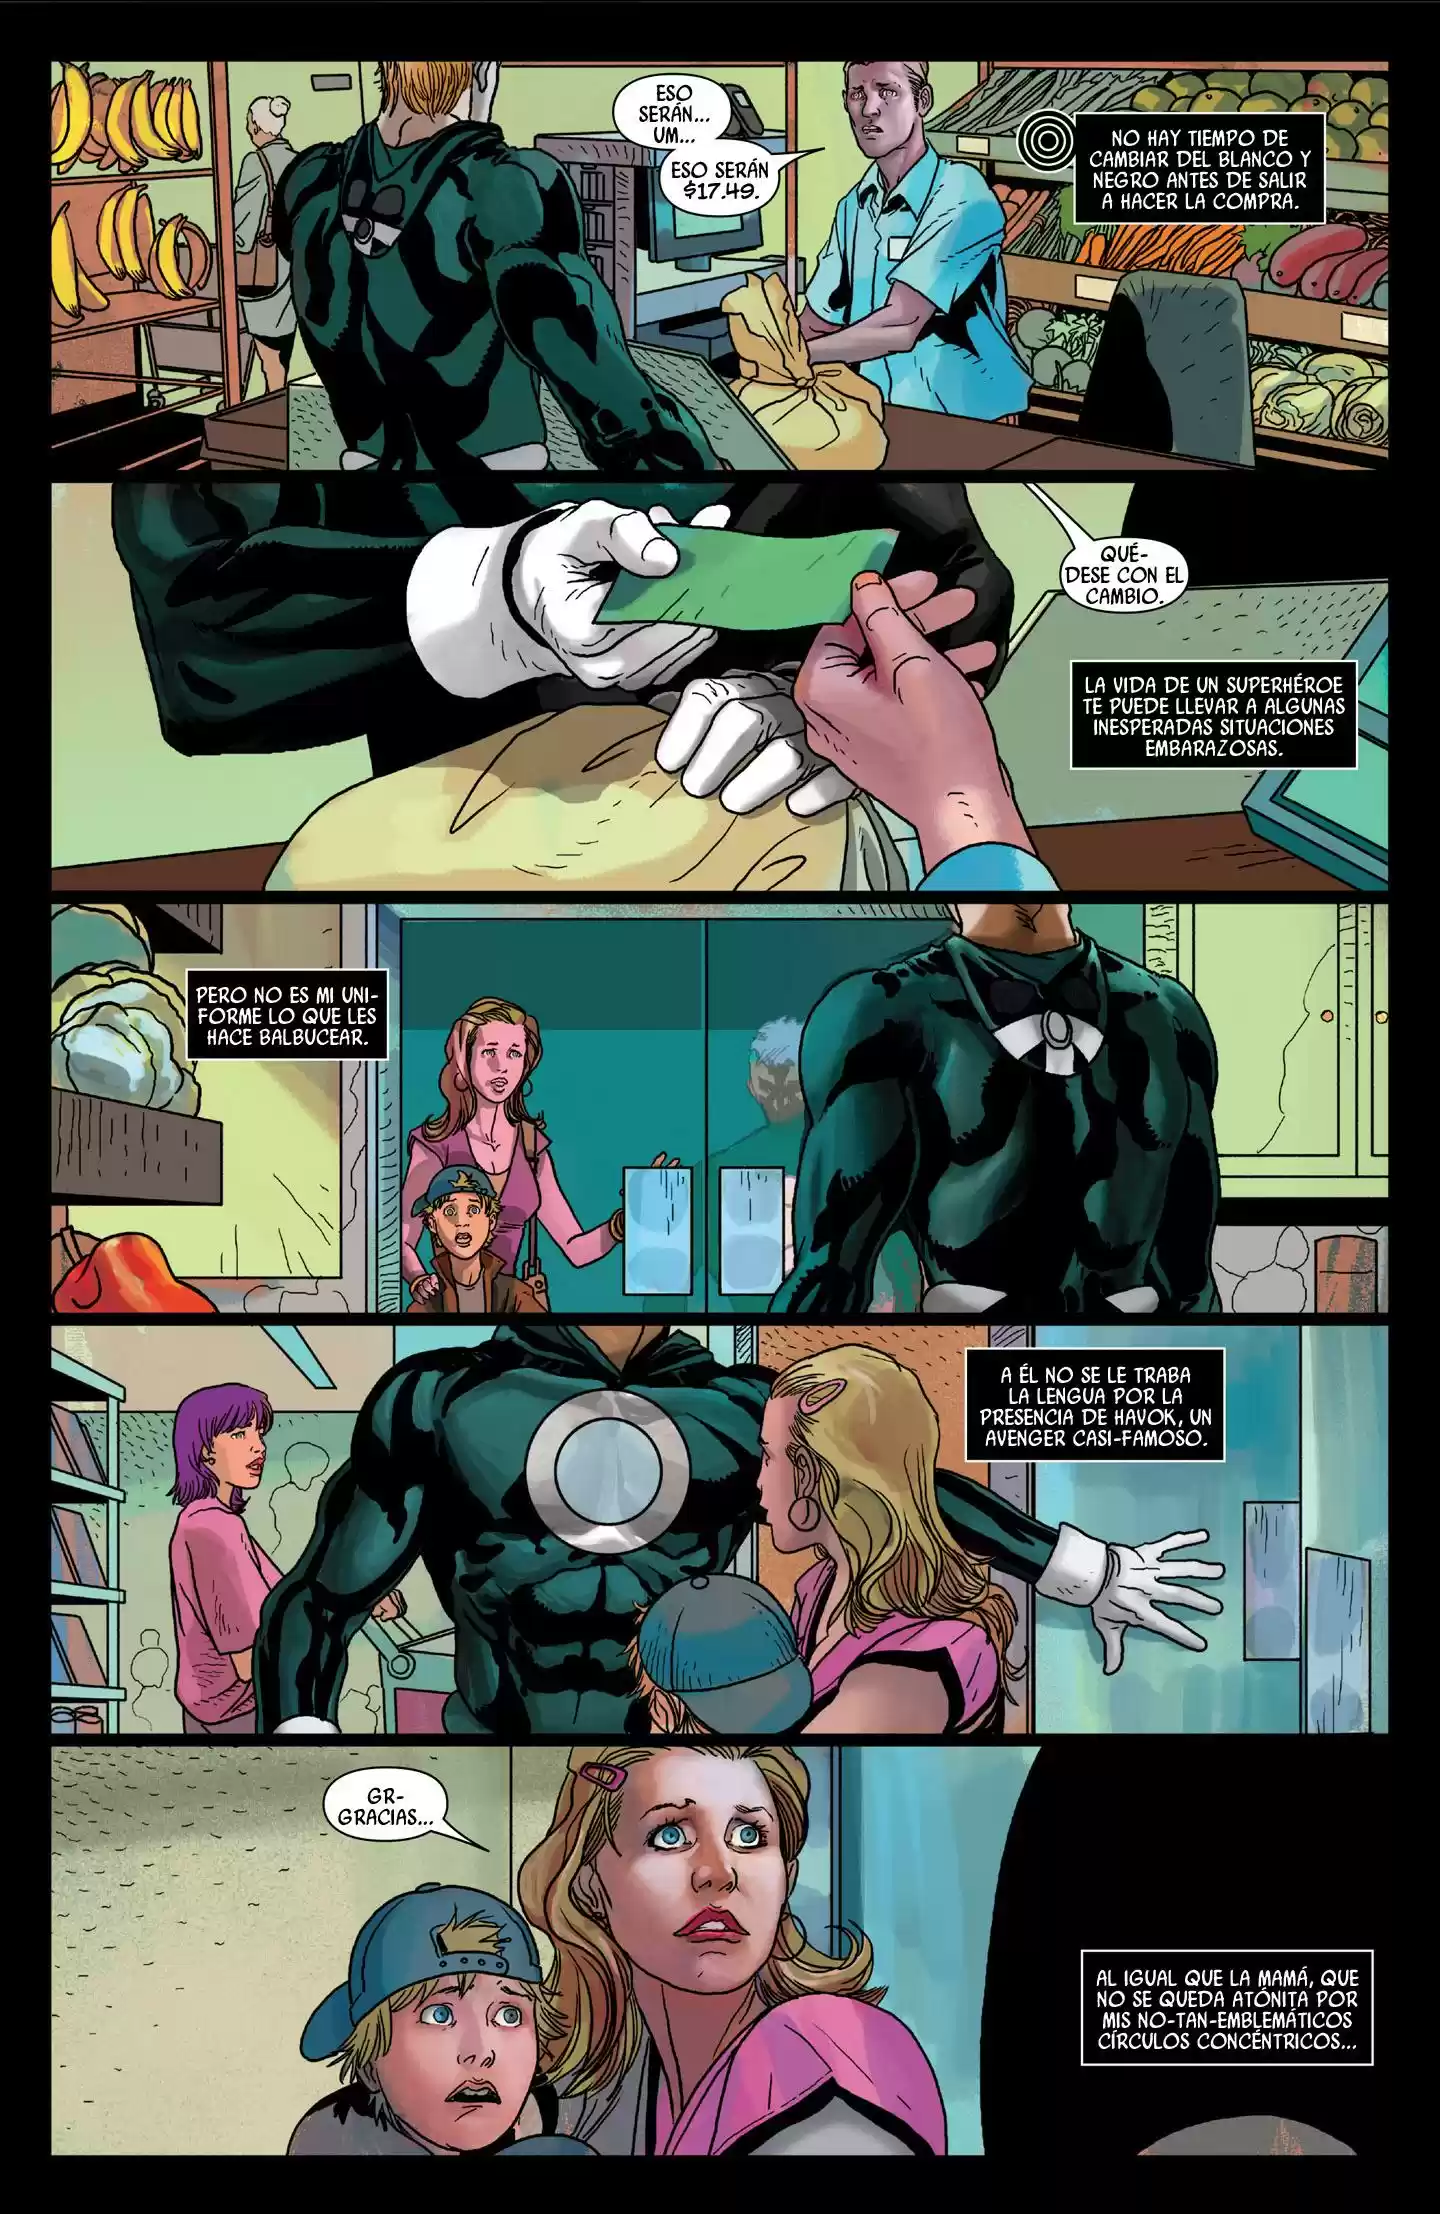 ESO
SERÁN...
UM...
ESO SERÁN
$17.49.
NO HAY TIEMPO DE
CAMBIAR DEL BLANCO Y
NEGRO ANTES DE SALIR
A HACER LA COMPRA.
QUÉ-
DESE CON EL
CAMBIO.
LA VIDA DE UN SUPERHÉROE
TE PUEDE LLEVAR A ALGUNAS
INESPERADAS SITUACIONES
EMBARAZOSAS.
PERO NO ES MI UNI-
FORME LO QUE LES
HACE BALBUCEAR.
A ÉL NO SE LE TRABA
LA LENGUA POR LA
PRESENCIA DE HAVOK, UN
AVENGER CASI-FAMOSO.
GR-
GRACIAS...
AL IGUAL QUE LA MAMÁ, QUE
NO SE QUEDA ATÓNITA POR
MIS NO-TAN-EMBLEMÁTICOS
CÍRCULOS CONCÉNTRICOS...